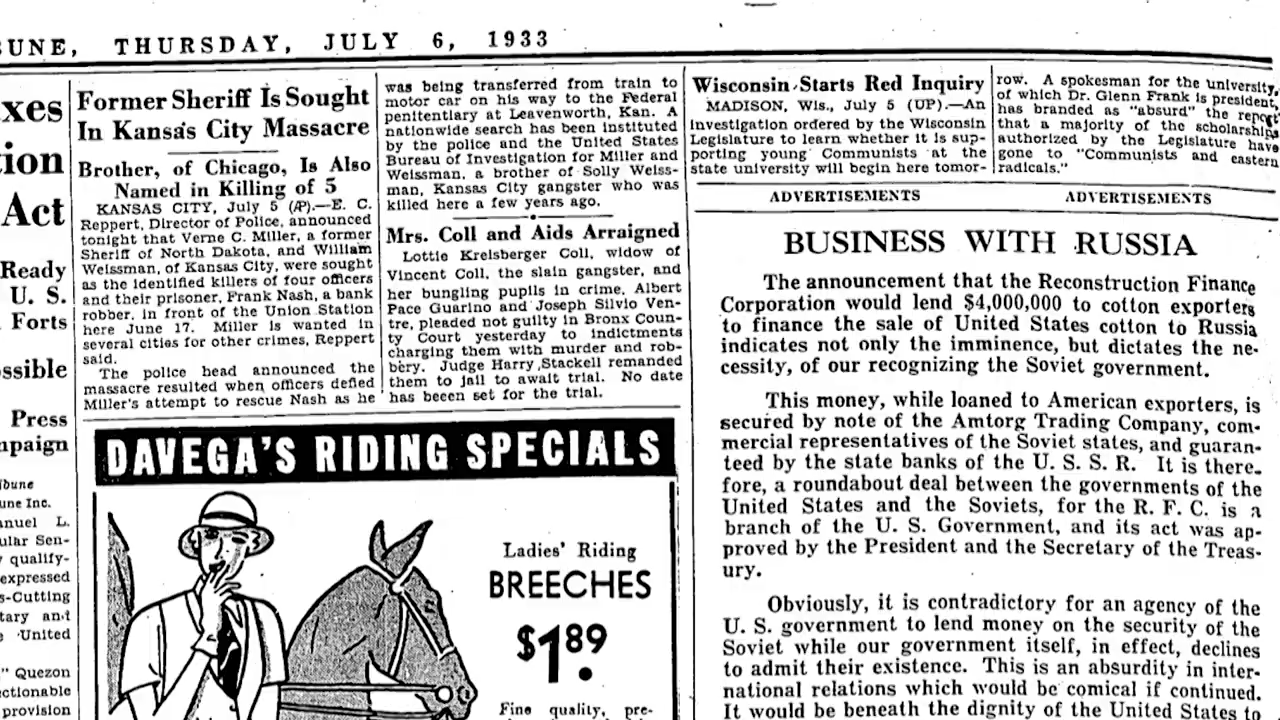 UNE, THURSDAY, JULY 6, 1933
xes
ion
Act
Ready
U. S.
Forts
ssible
Press
mpaign
ibune
une Inc.
nuel L.
ular Sen-
qualify-
expressed
s-Cutting
tary and
United
" Quezon
ctionable
provision
Former Sheriff Is Sought
In Kansas City Massacre
Brother, of Chicago, Is Also
Named in Killing of 5
KANSAS CITY, July 5 (AP).—E. C.
Reppert, Director of Police, announced
tonight that Verne C. Miller, a former
Sheriff of North Dakota, and William
Weissman, of Kansas City, were sought
as the identified killers of four officers
and their prisoner, Frank Nash, a bank
robber, in front of the Union Station
here June 17. Miller is wanted in
several cities for other crimes, Reppert
said.
The police head announced the
massacre resulted when officers defied
Miller's attempt to rescue Nash as he
was being transferred from train to
motor car on his way to the Federal
penitentiary at Leavenworth, Kan. A
nationwide search has been instituted
by the police and the United States
Bureau of Investigation for Miller and
Weissman, a brother of Solly Weiss-
man, Kansas City gangster who was
killed here a few years ago.
Mrs. Coll and Aids Arraigned
Lottie Kreisberger Coll, widow of
Vincent Coll, the slain gangster, and
her bungling pupils in crime, Albert
Pace Guarino and Joseph Silvio Ven-
tre, pleaded not guilty in Bronx Coun-
ty Court yesterday to indictments
charging them with murder and rob-
bery. Judge Harry Stackell remanded
them to jail to await trial. No date
has beeen set for the trial.
DAVEGA'S RIDING SPECIALS
Ladies' Riding
BREECHES
$1.89
Fine quality, pre-
Wisconsin Starts Red Inquiry
MADISON, Wis., July 5 (UP).—An
investigation ordered by the Wisconsin
Legislature to learn whether it is sup-
porting young Communists at the
state university will begin here tomor-
row. A spokesman for the university,
of which Dr. Glenn Frank is president,
has branded as "absurd" the report
that a majority of the scholarships
authorized by the Legislature have
gone to "Communists and eastern
radicals."
ADVERTISEMENTS ADVERTISEMENTS
BUSINESS WITH RUSSIA
The announcement that the Reconstruction Finance
Corporation would lend $4,000,000 to cotton exporters
to finance the sale of United States cotton to Russia
indicates not only the imminence, but dictates the ne-
cessity, of our recognizing the Soviet government.
This money, while loaned to American exporters, is
secured by note of the Amtorg Trading Company, com-
mercial representatives of the Soviet states, and guaran-
teed by the state banks of the U. S. S. R. It is there-
fore, a roundabout deal between the governments of the
United States and the Soviets, for the R. F. C. is a
branch of the U. S. Government, and its act was ap-
proved by the President and the Secretary of the Treas-
ury.
Obviously, it is contradictory for an agency of the
U. S. government to lend money on the security of the
Soviet while our government itself, in effect, declines
to admit their existence. This is an absurdity in inter-
national relations which would be comical if continued.
It would be beneath the dignity of the United States to